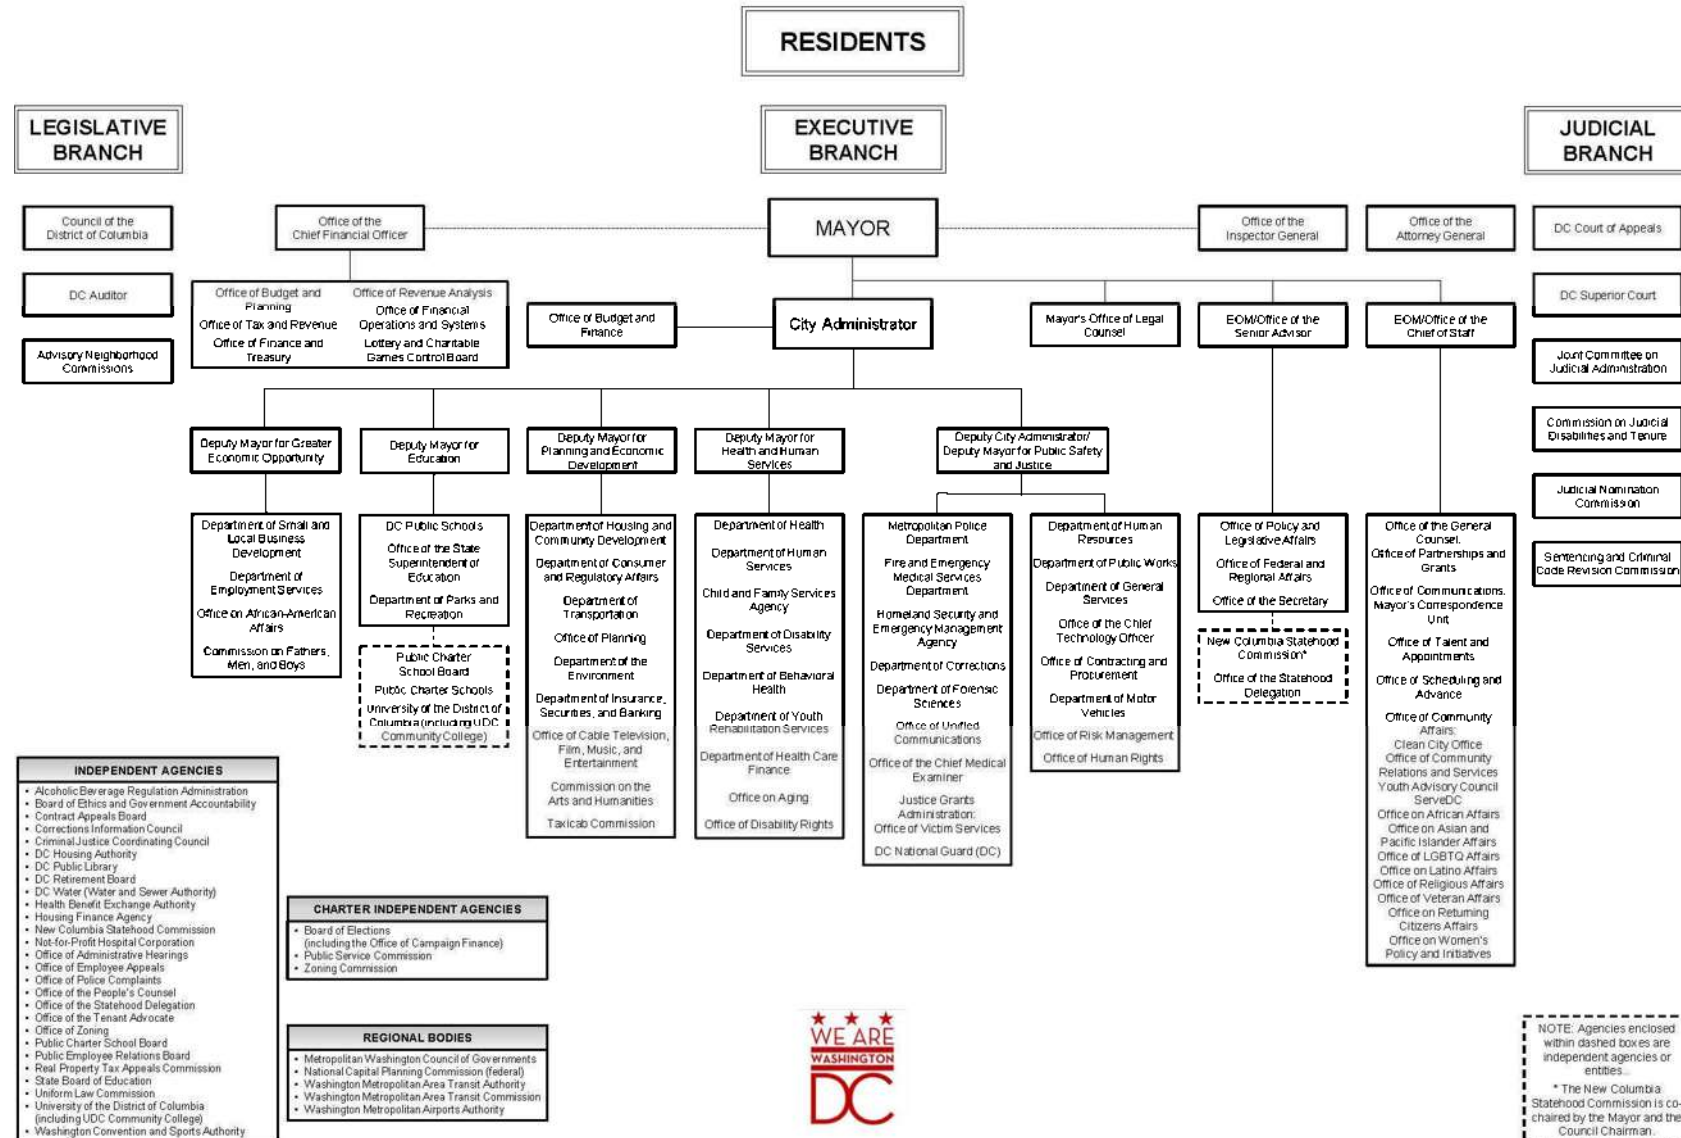 RESIDENTS
LEGISLATIVE
BRANCH
EXECUTIVE
BRANCH
JUDICIAL
BRANCH
Council of the
District of Columbia
DC Auditor
Advisory Neighborhood
Commissions
Office of the
Chief Financial Officer
MAYOR
Office of the
Inspector General
Office of the
Attorney General
DC Court of Appeals
DC Superior Court
Joint Committee on
Judicial Administration
Commission on Judicial
Disabilities and Tenure
Judicial Nomination
Commission
Sentencing and Criminal
Code Revision Commission
Office of Budget and
Planning
Office of Tax and Revenue
Office of Finance and
Treasury
Office of Revenue Analysis
Office of Financial
Operations and Systems
Lottery and Charitable
Games Control Board
Office of Budget and
Finance
City Administrator
Mayor's Office of Legal
Counsel
EOM/Office of the
Senior Advisor
EOM/Office of the
Chief of Staff
Deputy Mayor for Greater
Economic Opportunity
Deputy Mayor for
Education
Deputy Mayor for
Planning and Economic
Development
Deputy Mayor for
Health and Human
Services
Deputy City Administrator/
Deputy Mayor for Public Safety
and Justice
Department of Small and
Local Business
Development
Department of
Employment Services
Office on African-American
Affairs
Commission on Fathers,
Men, and Boys
DC Public Schools
Office of the State
Superintendent of
Education
Department of Parks and
Recreation
Public Charter
School Board
Public Charter Schools
University of the District of
Columbia (including UDC
Community College)
Department of Housing and
Community Development
Department of Consumer
and Regulatory Affairs
Department of
Transportation
Office of Planning
Department of the
Environment
Department of Insurance,
Securities, and Banking
Office of Cable Television,
Film, Music, and
Entertainment
Commission on the
Arts and Humanities
Taxicab Commission
Department of Health
Department of Human
Services
Child and Family Services
Agency
Department of Disability
Services
Department of Behavioral
Health
Department of Youth
Rehabilitation Services
Department of Health Care
Finance
Office on Aging
Office of Disability Rights
Metropolitan Police
Department
Fire and Emergency
Medical Services
Department
Homeland Security and
Emergency Management
Agency
Department of Corrections
Department of Forensic
Sciences
Office of Unified
Communications
Office of the Chief Medical
Examiner
Justice Grants
Administration:
Office of Victim Services
DC National Guard (DC)
Department of Human
Resources
Department of Public Works
Department of General
Services
Office of the Chief
Technology Officer
Office of Contracting and
Procurement
Department of Motor
Vehicles
Office of Risk Management
Office of Human Rights
Office of Policy and
Legislative Affairs
Office of Federal and
Regional Affairs
Office of the Secretary
New Columbia Statehood
Commission*
Office of the Statehood
Delegation
Office of the General
Counsel.
Office of Partnerships and
Grants
Office of Communications.
Mayor's Correspondence
Unit
Office of Talent and
Appointments
Office of Scheduling and
Advance
Office of Community
Affairs:
Clean City Office
Office of Community
Relations and Services
Youth Advisory Council
ServeDC
Office on African Affairs
Office on Asian and
Pacific Islander Affairs
Office of LGBTQ Affairs
Office on Latino Affairs
Office of Religious Affairs
Office of Veteran Affairs
Office on Returning
Citizens Affairs
Office on Women's
Policy and Initiatives
INDEPENDENT AGENCIES
• Alcoholic Beverage Regulation Administration
• Board of Ethics and Government Accountability
• Contract Appeals Board
• Corrections Information Council
• Criminal Justice Coordinating Council
• DC Housing Authority
• DC Public Library
• DC Retirement Board
• DC Water (Water and Sewer Authority)
• Health Benefit Exchange Authority
• Housing Finance Agency
• New Columbia Statehood Commission
• Not-for-Profit Hospital Corporation
• Office of Administrative Hearings
• Office of Employee Appeals
• Office of Police Complaints
• Office of the People's Counsel
• Office of the Statehood Delegation
• Office of the Tenant Advocate
• Office of Zoning
• Public Charter School Board
• Public Employee Relations Board
• Real Property Tax Appeals Commission
• State Board of Education
• Uniform Law Commission
• University of the District of Columbia
(including UDC Community College)
• Washington Convention and Sports Authority
CHARTER INDEPENDENT AGENCIES
• Board of Elections
(including the Office of Campaign Finance)
• Public Service Commission
• Zoning Commission
REGIONAL BODIES
• Metropolitan Washington Council of Governments
• National Capital Planning Commission (federal)
• Washington Metropolitan Area Transit Authority
• Washington Metropolitan Area Transit Commission
• Washington Metropolitan Airports Authority
WE ARE
WASHINGTON
DC
NOTE: Agencies enclosed
within dashed boxes are
independent agencies or
entities.
* The New Columbia
Statehood Commission is co-
chaired by the Mayor and the
Council Chairman.